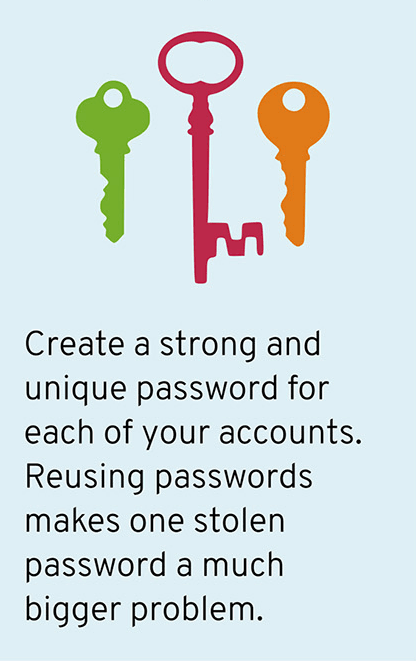 Create a strong and
unique password for
each of your accounts.
Reusing passwords
makes one stolen
password a much
bigger problem.